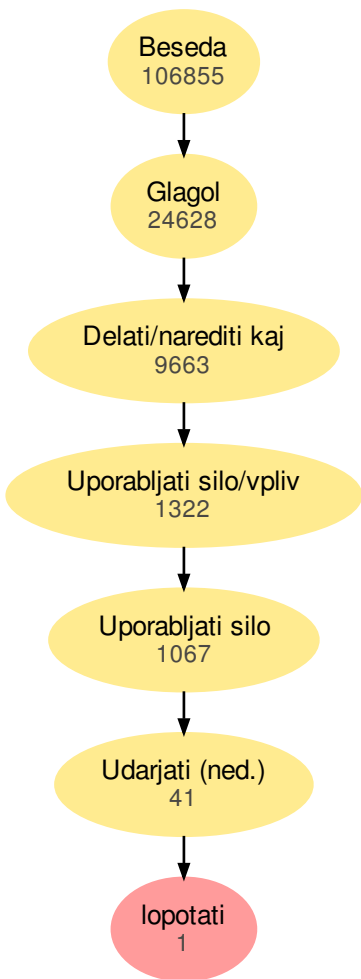 Beseda
106855
Glagol
24628
Delati/narediti kaj
9663
Uporabljati silo/vpliv
1322
Uporabljati silo
1067
Udarjati (ned.)
41
lopotati
1